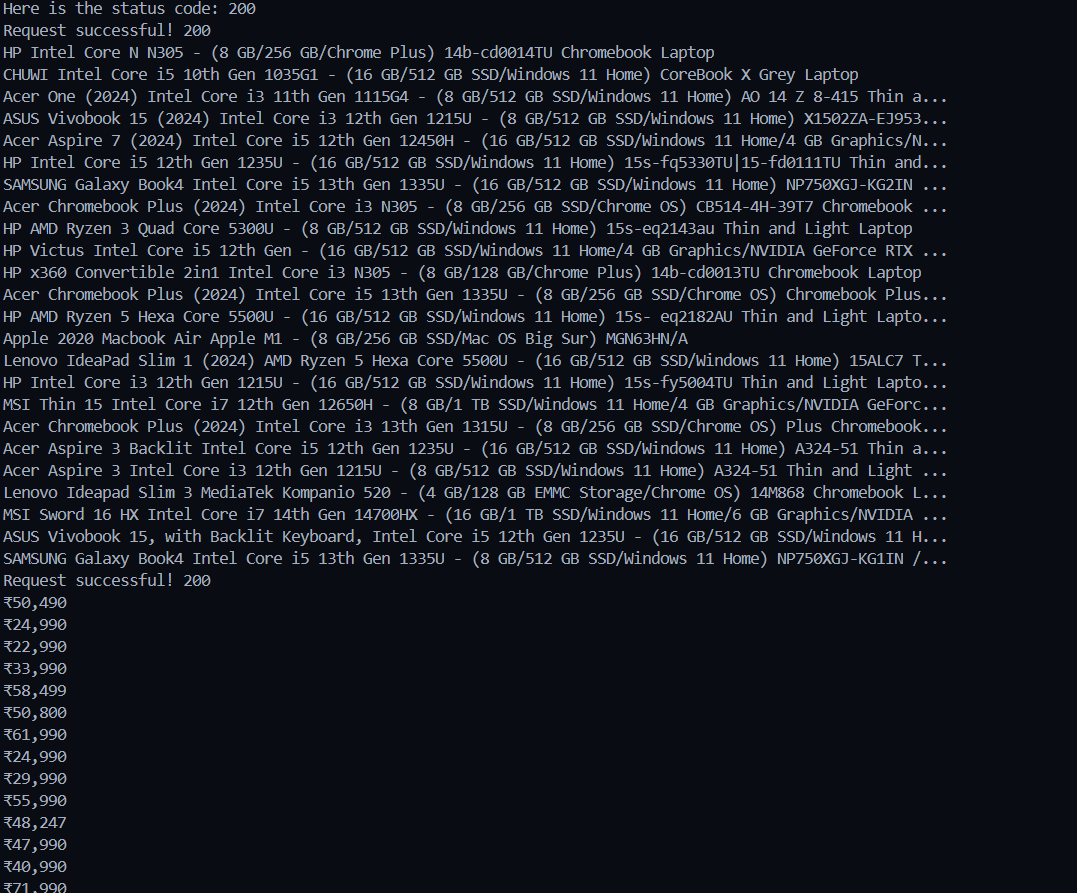 Here is the status code: 200
Request successful! 200
HP Intel Core N N305 - (8 GB/256 GB/Chrome Plus) 14b-cd0014TU Chromebook Laptop
CHUWI Intel Core i5 10th Gen 1035G1 - (16 GB/512 GB SSD/Windows 11 Home) CoreBook X Grey Laptop
Acer One (2024) Intel Core i3 11th Gen 1115G4 - (8 GB/512 GB SSD/Windows 11 Home) AO 14 Z 8-415 Thin a...
ASUS Vivobook 15 (2024) Intel Core i3 12th Gen 1215U - (8 GB/512 GB SSD/Windows 11 Home) X1502ZA-EJ953...
Acer Aspire 7 (2024) Intel Core i5 12th Gen 12450H - (16 GB/512 GB SSD/Windows 11 Home/4 GB Graphics/N...
HP Intel Core i5 12th Gen 1235U - (16 GB/512 GB SSD/Windows 11 Home) 15s-fq5330TU|15-fd0111TU Thin and...
SAMSUNG Galaxy Book4 Intel Core i5 13th Gen 1335U - (16 GB/512 GB SSD/Windows 11 Home) NP750XGJ-KG2IN ...
Acer Chromebook Plus (2024) Intel Core i3 N305 - (8 GB/256 GB SSD/Chrome OS) CB514-4H-39T7 Chromebook ...
HP AMD Ryzen 3 Quad Core 5300U - (8 GB/512 GB SSD/Windows 11 Home) 15s-eq2143au Thin and Light Laptop
HP Victus Intel Core i5 12th Gen - (16 GB/512 GB SSD/Windows 11 Home/4 GB Graphics/NVIDIA GeForce RTX ...
HP x360 Convertible 2in1 Intel Core i3 N305 - (8 GB/128 GB/Chrome Plus) 14b-cd0013TU Chromebook Laptop
Acer Chromebook Plus (2024) Intel Core i5 13th Gen 1335U - (8 GB/256 GB SSD/Chrome OS) Chromebook Plus...
HP AMD Ryzen 5 Hexa Core 5500U - (16 GB/512 GB SSD/Windows 11 Home) 15s- eq2182AU Thin and Light Lapto...
Apple 2020 Macbook Air Apple M1 - (8 GB/256 GB SSD/Mac OS Big Sur) MGN63HN/A
Lenovo IdeaPad Slim 1 (2024) AMD Ryzen 5 Hexa Core 5500U - (16 GB/512 GB SSD/Windows 11 Home) 15ALC7 T...
HP Intel Core i3 12th Gen 1215U - (16 GB/512 GB SSD/Windows 11 Home) 15s-fy5004TU Thin and Light Lapto...
MSI Thin 15 Intel Core i7 12th Gen 12650H - (8 GB/1 TB SSD/Windows 11 Home/4 GB Graphics/NVIDIA GeForc...
Acer Chromebook Plus (2024) Intel Core i3 13th Gen 1315U - (8 GB/256 GB SSD/Chrome OS) Plus Chromebook...
Acer Aspire 3 Backlit Intel Core i5 12th Gen 1235U - (16 GB/512 GB SSD/Windows 11 Home) A324-51 Thin a...
Acer Aspire 3 Intel Core i3 12th Gen 1215U - (8 GB/512 GB SSD/Windows 11 Home) A324-51 Thin and Light ...
Lenovo Ideapad Slim 3 MediaTek Kompanio 520 - (4 GB/128 GB EMMC Storage/Chrome OS) 14M868 Chromebook L...
MSI Sword 16 HX Intel Core i7 14th Gen 14700HX - (16 GB/1 TB SSD/Windows 11 Home/6 GB Graphics/NVIDIA ...
ASUS Vivobook 15, with Backlit Keyboard, Intel Core i5 12th Gen 1235U - (16 GB/512 GB SSD/Windows 11 H...
SAMSUNG Galaxy Book4 Intel Core i5 13th Gen 1335U - (8 GB/512 GB SSD/Windows 11 Home) NP750XGJ-KG1IN /...
Request successful! 200
₹50,490
₹24,990
₹22,990
₹33,990
₹58,499
₹50,800
₹61,990
₹24,990
₹29,990
₹55,990
₹48,247
₹47,990
₹40,990
₹71,990